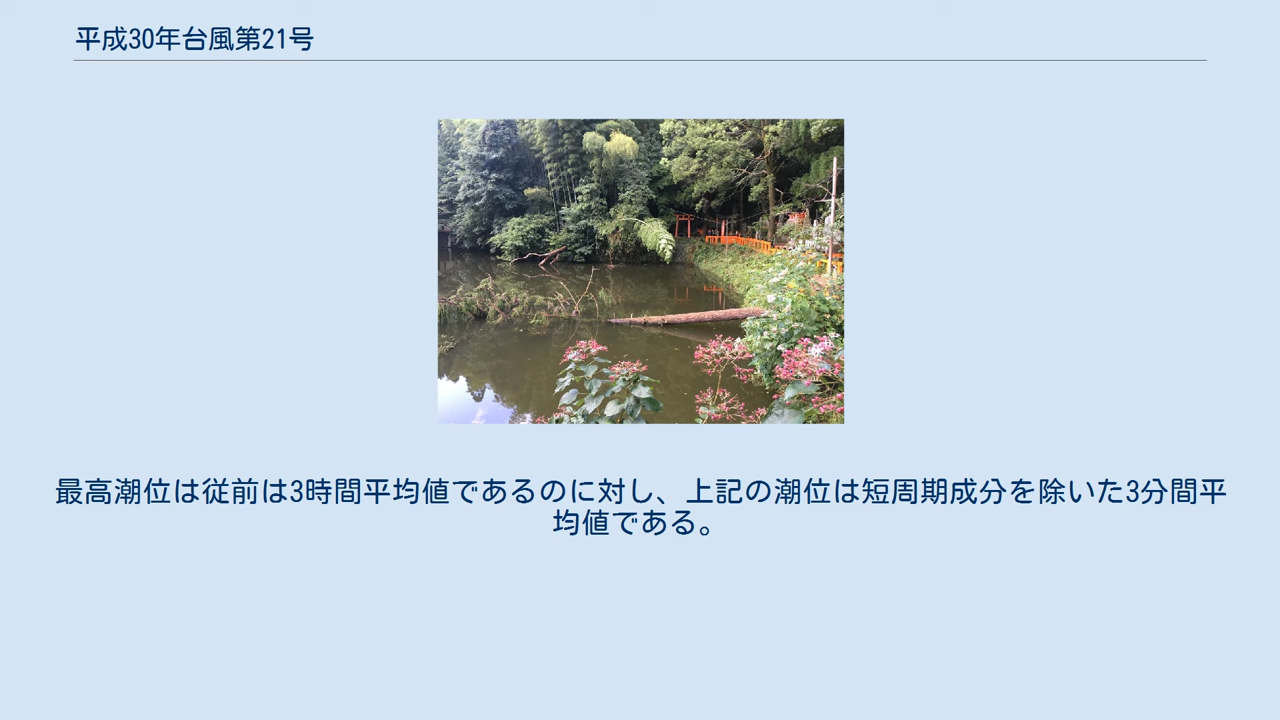 平成30年台風第21号
最高潮位は従前は3時間平均値であるのに対し、上記の潮位は短周期成分を除いた3分間平
均値である。